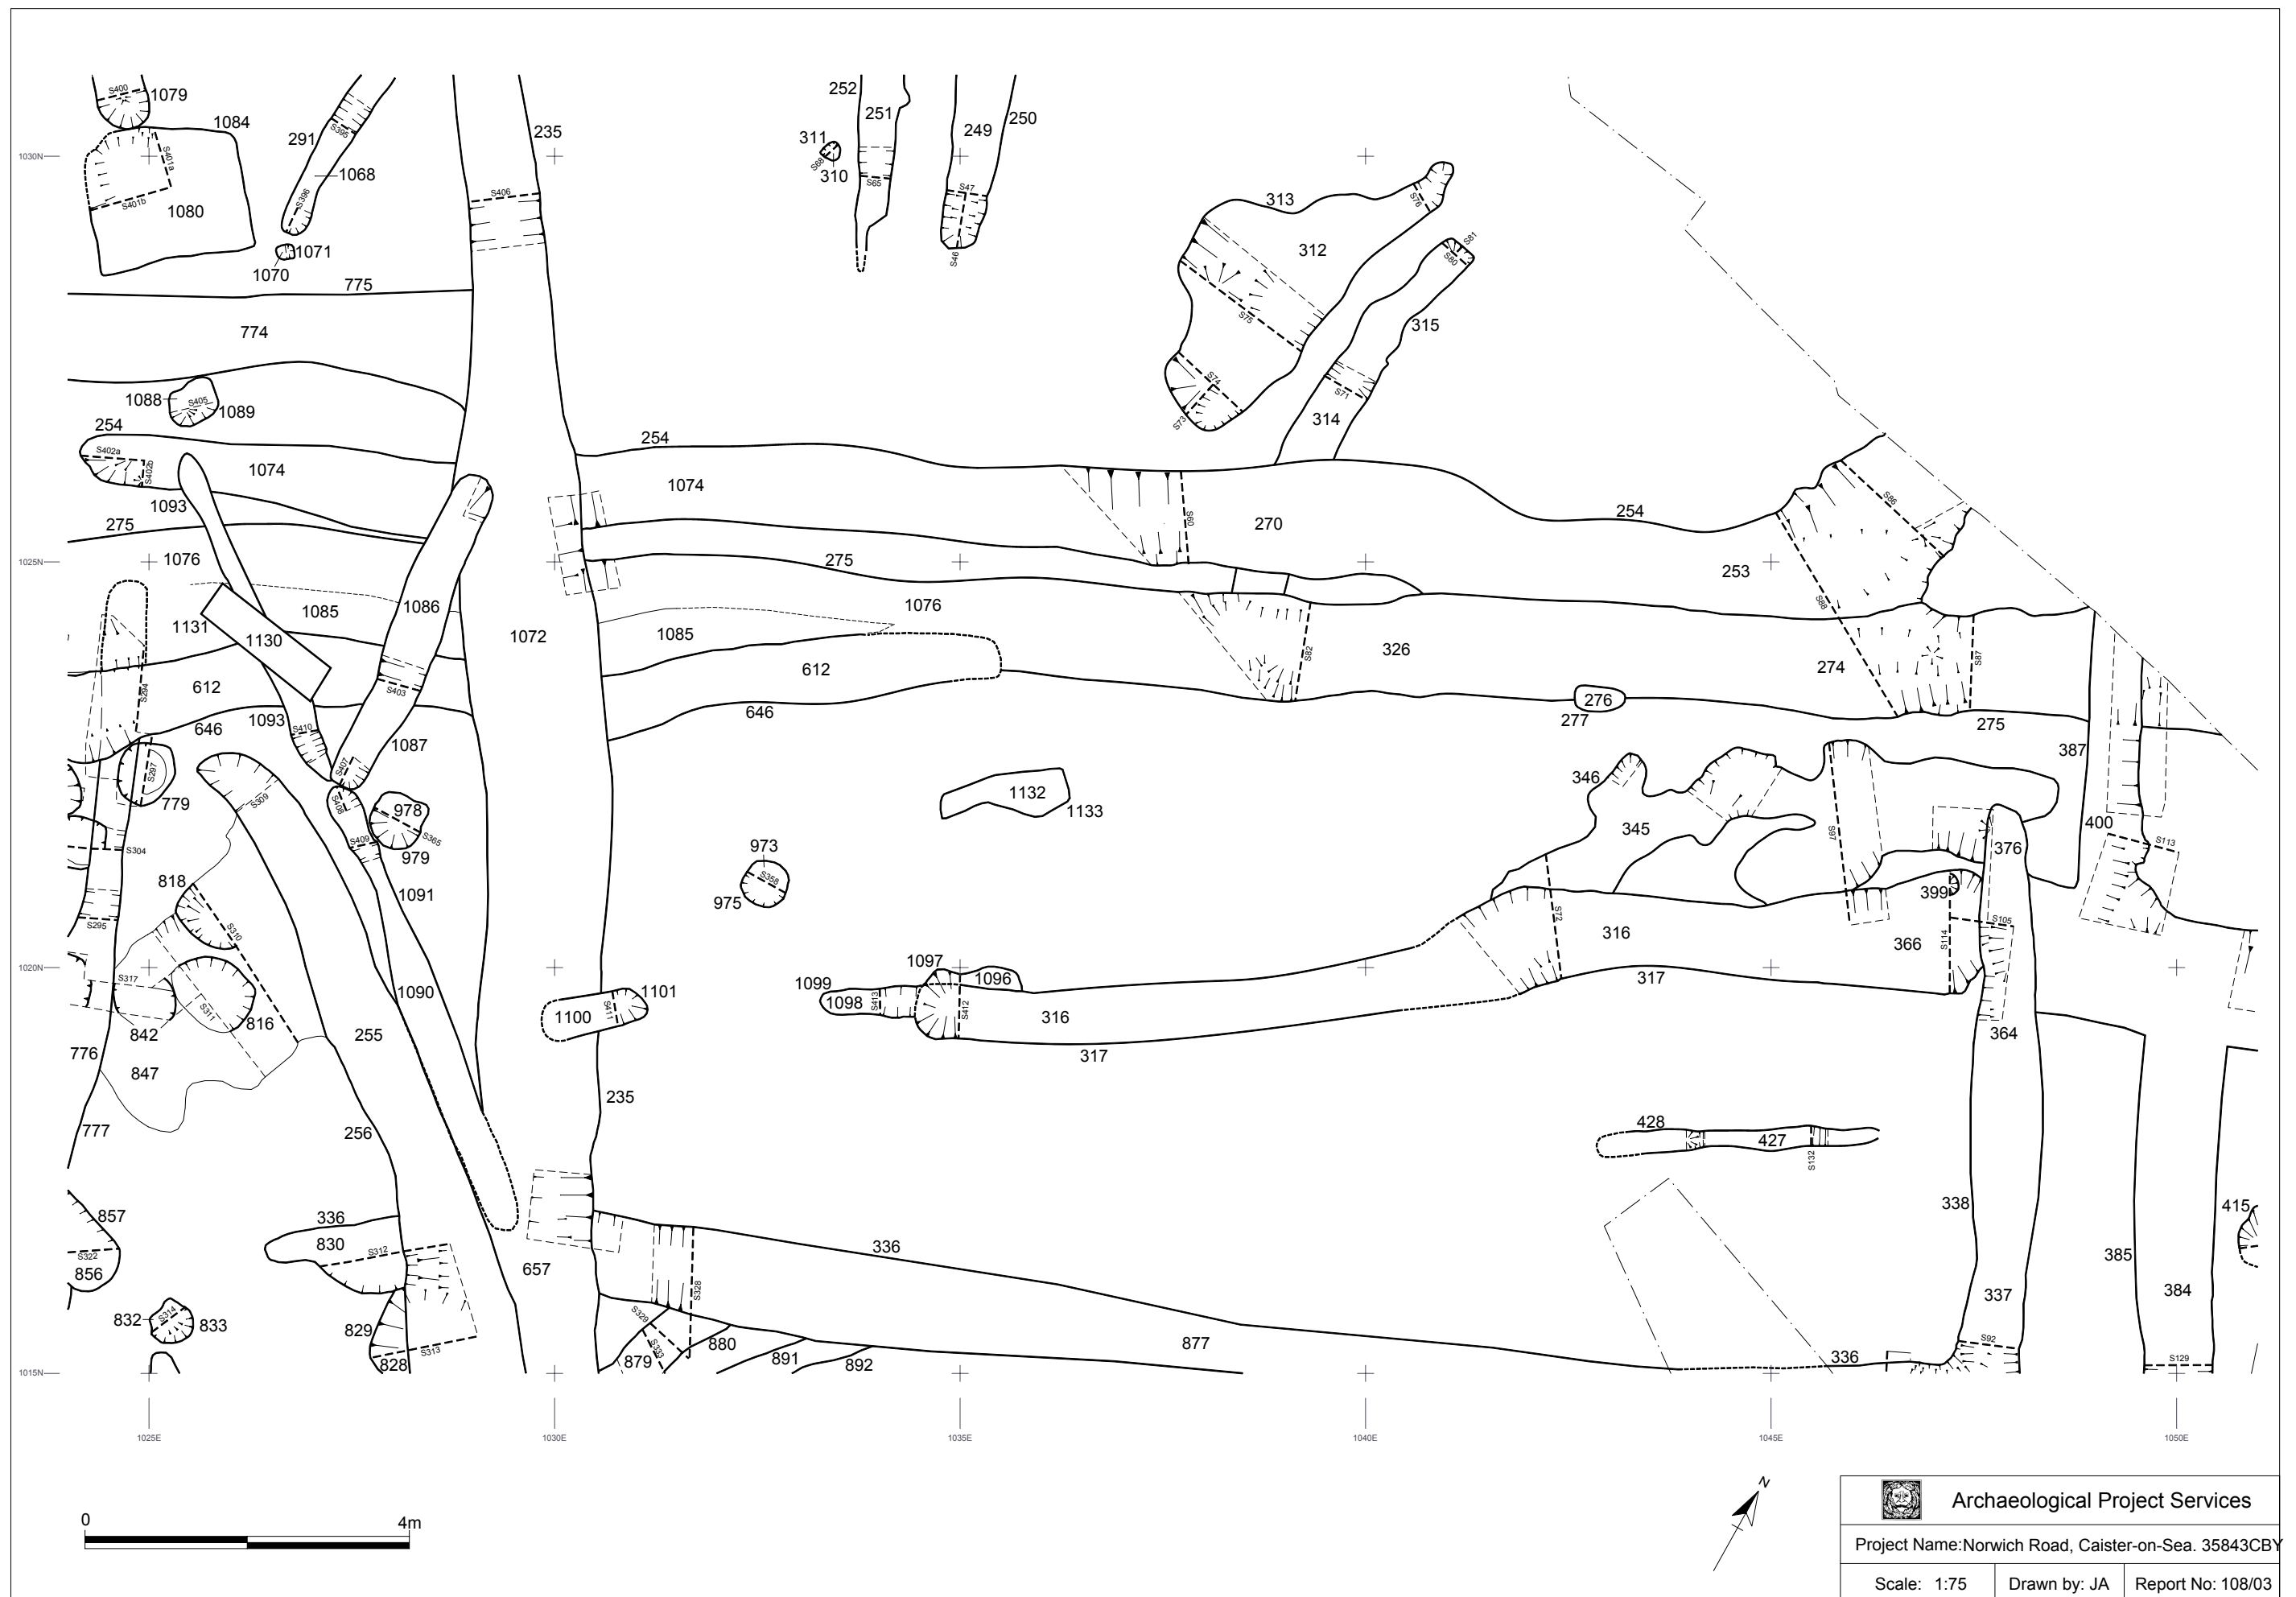 S400
1079
1084
291
S395
1068
S401a
S401b
1080
S396
1071
1070
775
774
235
S406
252
251
250
249
311
S68
310
S65
S47
S46
313
312
S76
S75
S74
S73
S81
S80
315
S71
314
1030N
1088
S405
1089
254
S402a
S402b
1074
1093
275
254
1074
S60
270
254
253
S86
S88
1025N
1076
1085
1086
1131
1130
612
S294
646
1093
S410
S403
1087
S407
1072
275
1076
1085
612
646
S82
326
274
S87
276
277
275
387
S297
779
S309
S408
S409
978
S365
979
1091
S304
818
S310
S295
S317
S311
842
816
776
847
777
1090
255
256
973
S358
975
1132
1133
346
345
S97
376
400
S113
399
S105
S114
366
S72
316
317
1020N
1100
1101
S411
1099
1098
S413
1097
1096
S412
316
317
364
235
428
427
S132
338
337
385
384
415
857
S322
856
336
830
S312
832
S314
833
829
828
S313
657
336
S328
S329
S333
879
880
891
892
877
336
S92
S129
1015N
1025E
1030E
1035E
1040E
1045E
1050E
0
4m
N
Archaeological Project Services
Project Name:Norwich Road, Caister-on-Sea. 35843CBY
Scale: 1:75
Drawn by: JA
Report No: 108/03